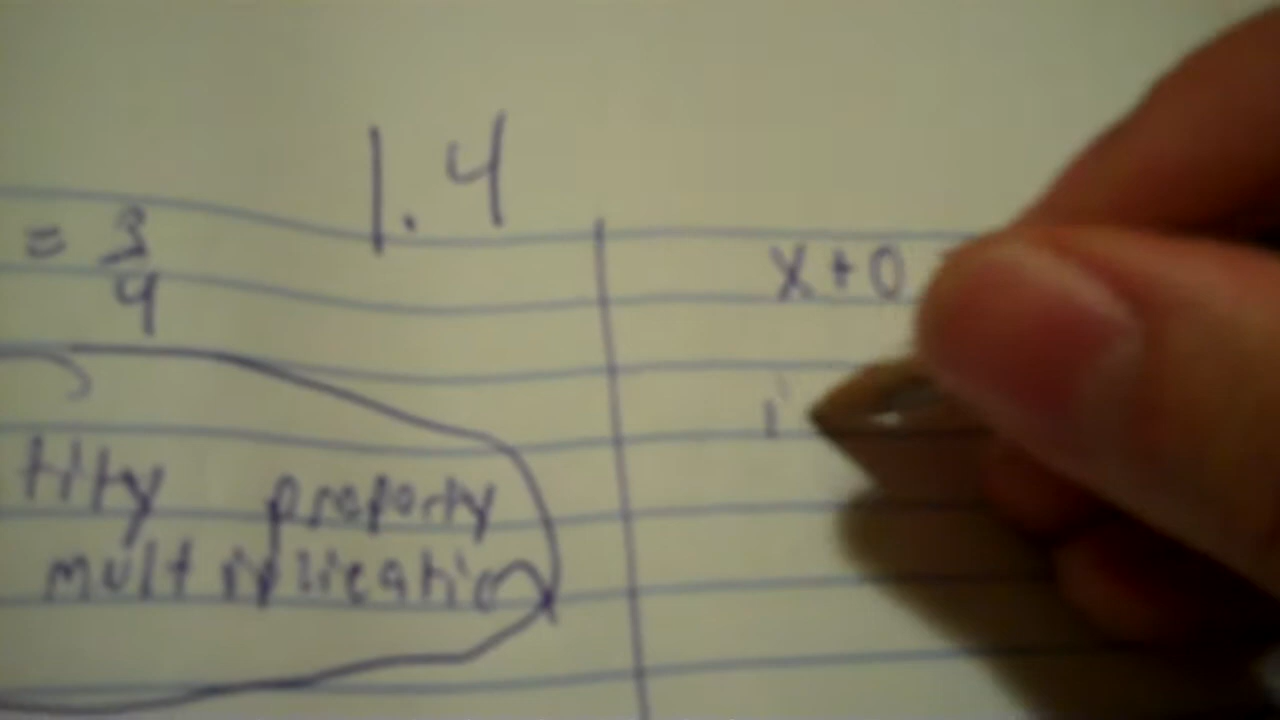 1.4
= 3/4
x + 0
i
tity property
multiplication